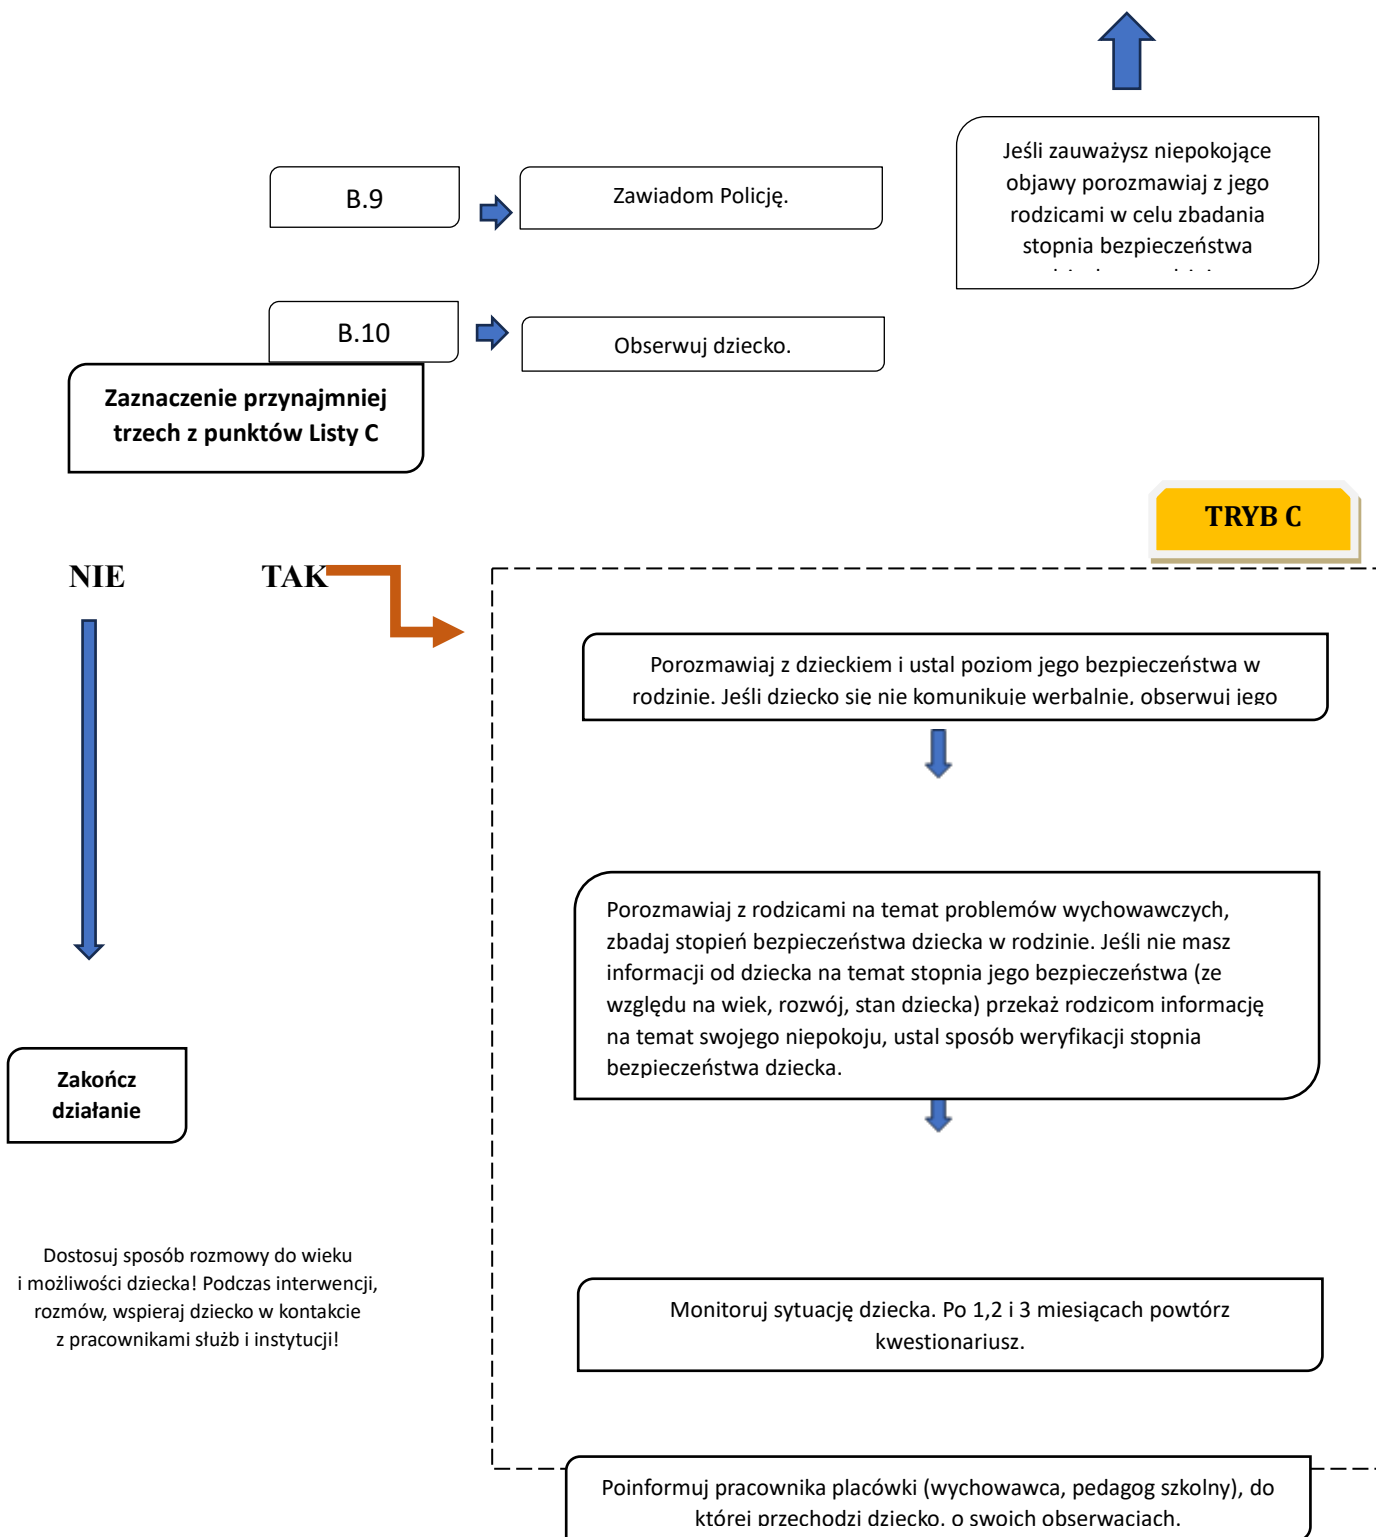 Jeśli zauważysz niepokojące
objawy porozmawiaj z jego
rodzicami w celu zbadania
stopnia bezpieczeństwa
B.9
Zawiadom Policję.
B.10
Obserwuj dziecko.
Zaznaczenie przynajmniej
trzech z punktów Listy C
TRYB C
NIE
TAK
Porozmawiaj z dzieckiem i ustal poziom jego bezpieczeństwa w
rodzinie. Jeśli dziecko się nie komunikuje werbalnie, obserwuj jego
Porozmawiaj z rodzicami na temat problemów wychowawczych,
zbadaj stopień bezpieczeństwa dziecka w rodzinie. Jeśli nie masz
informacji od dziecka na temat stopnia jego bezpieczeństwa (ze
względu na wiek, rozwój, stan dziecka) przekaż rodzicom informację
na temat swojego niepokoju, ustal sposób weryfikacji stopnia
bezpieczeństwa dziecka.
Zakończ
działanie
Dostosuj sposób rozmowy do wieku
i możliwości dziecka! Podczas interwencji,
rozmów, wspieraj dziecko w kontakcie
z pracownikami służb i instytucji!
Monitoruj sytuację dziecka. Po 1,2 i 3 miesiącach powtórz
kwestionariusz.
Poinformuj pracownika placówki (wychowawca, pedagog szkolny), do
której przechodzi dziecko, o swoich obserwacjach.